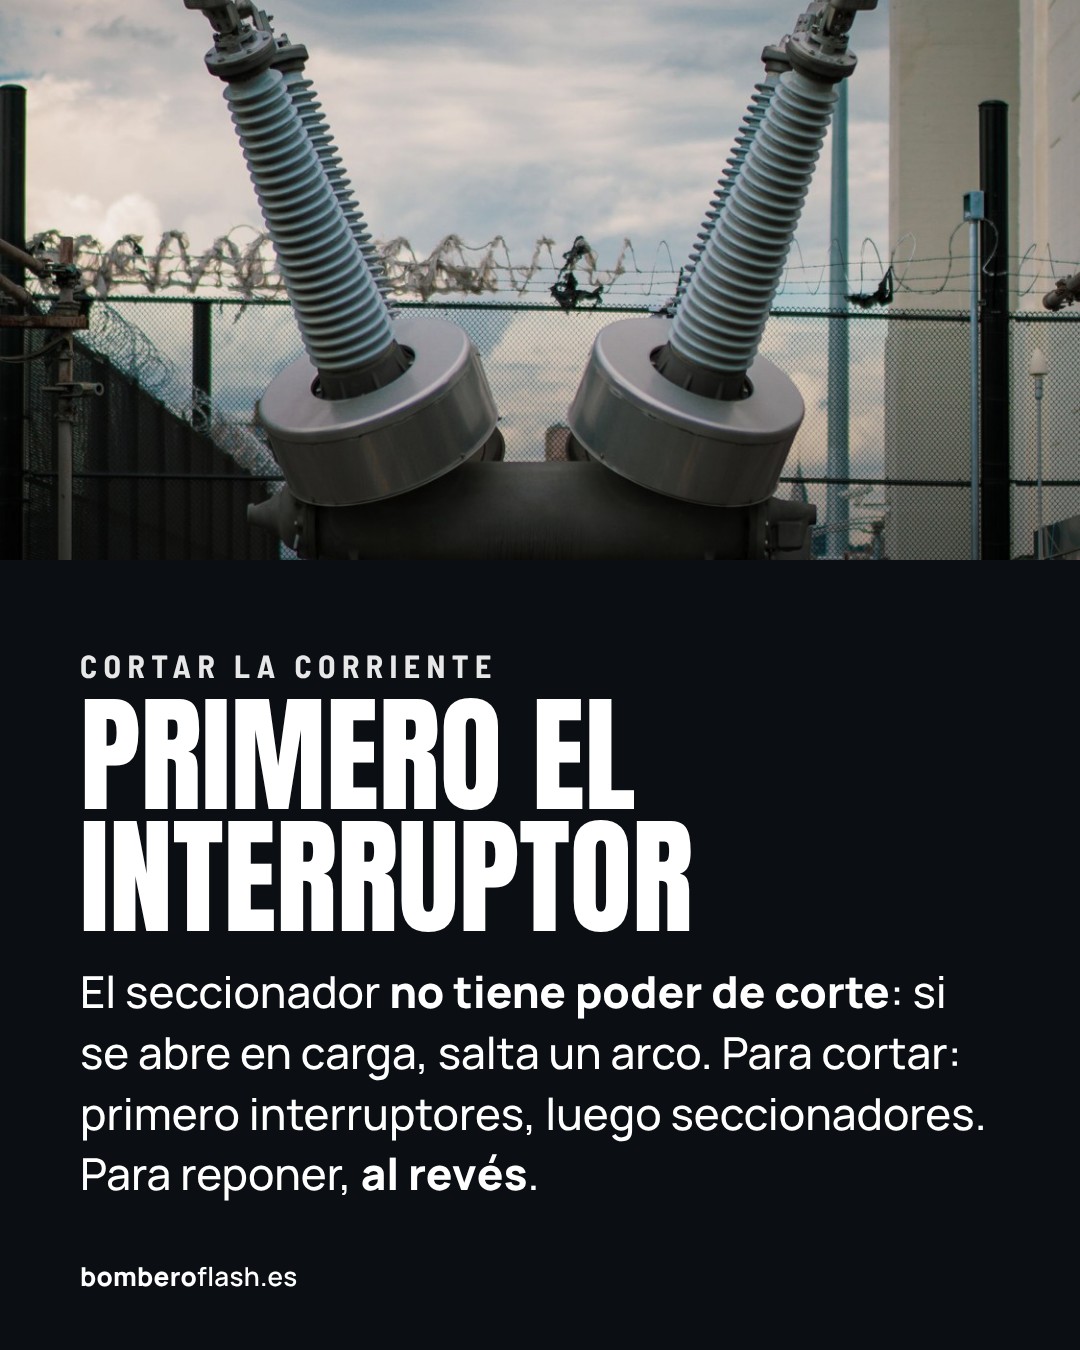 CORTAR LA CORRIENTE
PRIMERO EL
INTERRUPTOR
El seccionador no tiene poder de corte: si
se abre en carga, salta un arco. Para cortar:
primero interruptores, luego seccionadores.
Para reponer, al revés.
bomberoflash.es